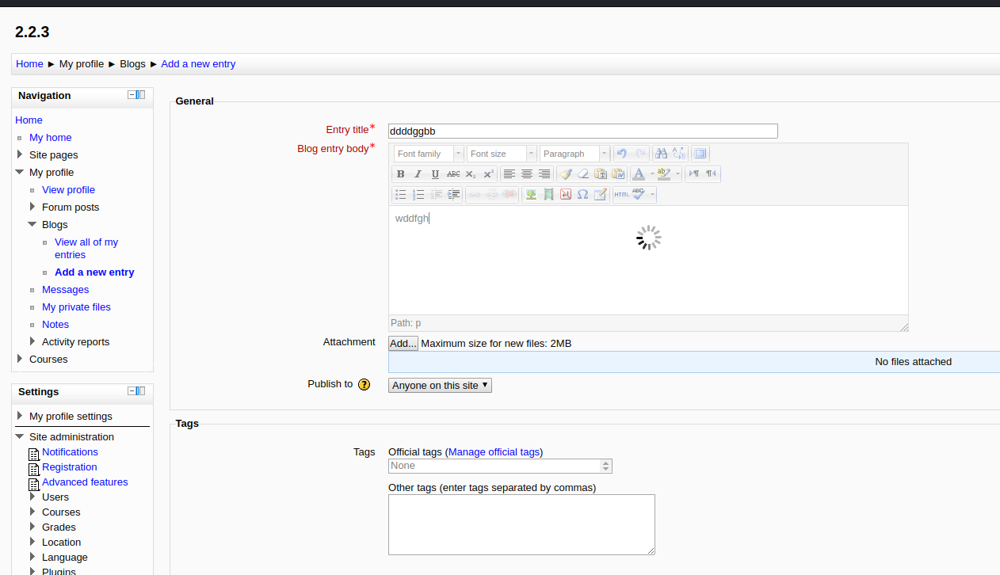 2.2.3
Home ► My profile ► Blogs ► Add a new entry
Navigation
Home
My home
Site pages
My profile
View profile
Forum posts
Blogs
View all of my
entries
Add a new entry
Messages
My private files
Notes
Activity reports
Courses
Settings
My profile settings
Site administration
Notifications
Registration
Advanced features
Users
Courses
Grades
Location
Language
Plugins
General
Entry title* ddddggbb
Blog entry body*
Font family Font size Paragraph
B I U ABC X₂ X²
HTML ABC
wddfgh
Path: p
Attachment Add... Maximum size for new files: 2MB
No files attached
Publish to ? Anyone on this site
Tags
Tags Official tags (Manage official tags)
None
Other tags (enter tags separated by commas)